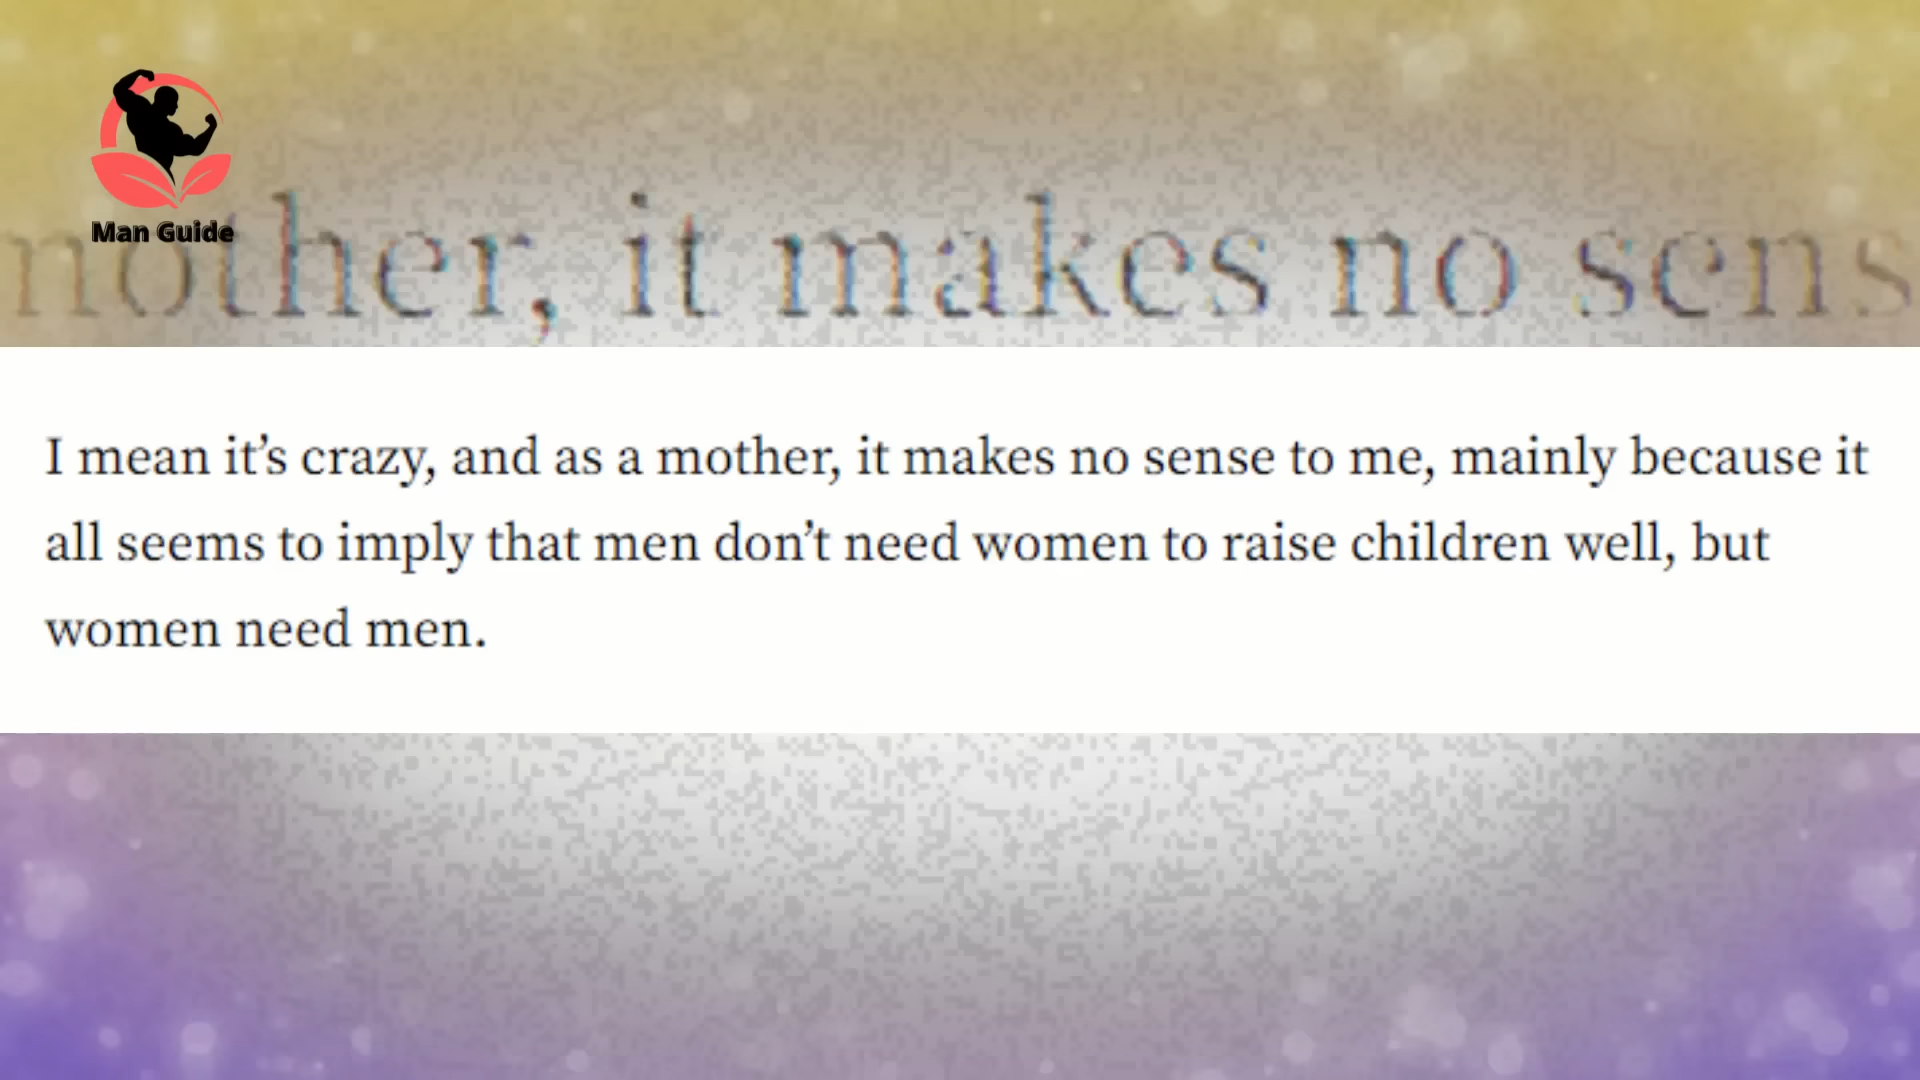 Man Guide
mother, it makes no sens
I mean it’s crazy, and as a mother, it makes no sense to me, mainly because it
all seems to imply that men don’t need women to raise children well, but
women need men.